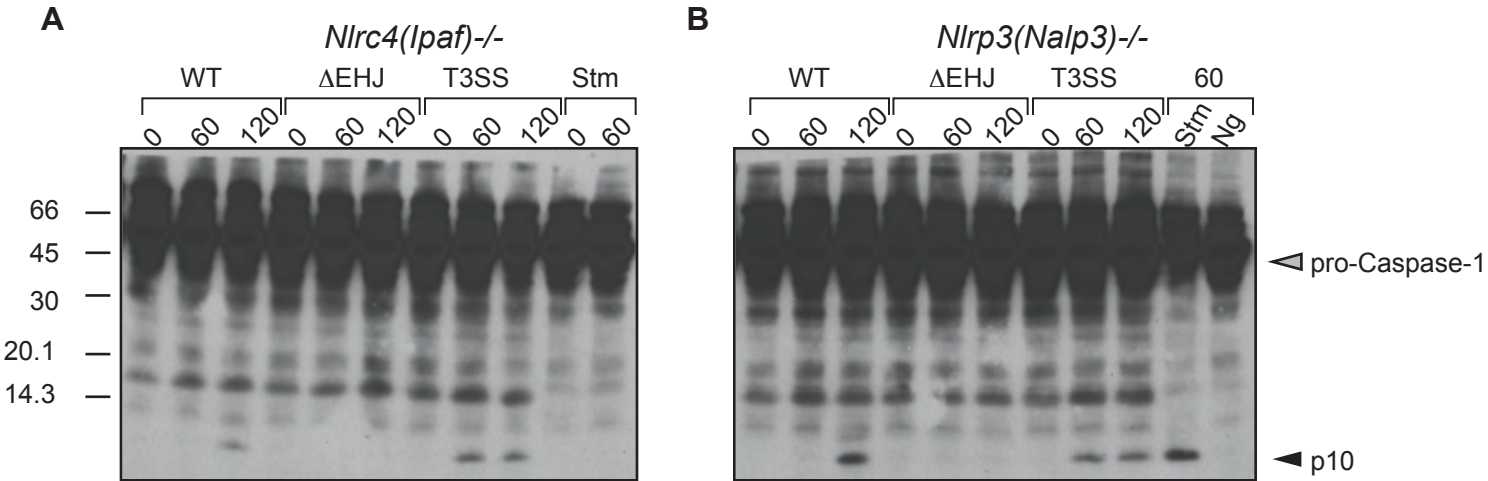 A
Nlrc4(Ipaf)-/-
WT ΔEHJ T3SS Stm
0 60 120 0 60 120 0 60 120 0 60
66
45
30
20.1
14.3
B
Nlrp3(Nalp3)-/-
WT ΔEHJ T3SS 60
0 60 120 0 60 120 0 60 120 Stm Ng
pro-Caspase-1
p10